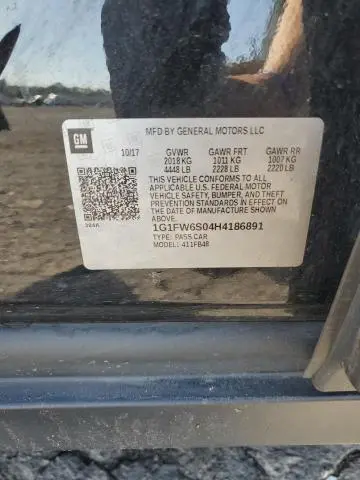 GM
MFD BY GENERAL MOTORS LLC
10/17 GVWR GAWR FRT GAWR RR
2018 KG 1011 KG 1007 KG
4448 LB 2228 LB 2220 LB
THIS VEHICLE CONFORMS TO ALL
APPLICABLE U.S. FEDERAL MOTOR
VEHICLE SAFETY, BUMPER, AND THEFT
PREVENTION STANDARDS IN EFFECT ON
THE DATE OF MANUFACTURE SHOWN
ABOVE.
1G1FW6S04H4186891
TYPE: PASS CAR
MODEL: 411FB48